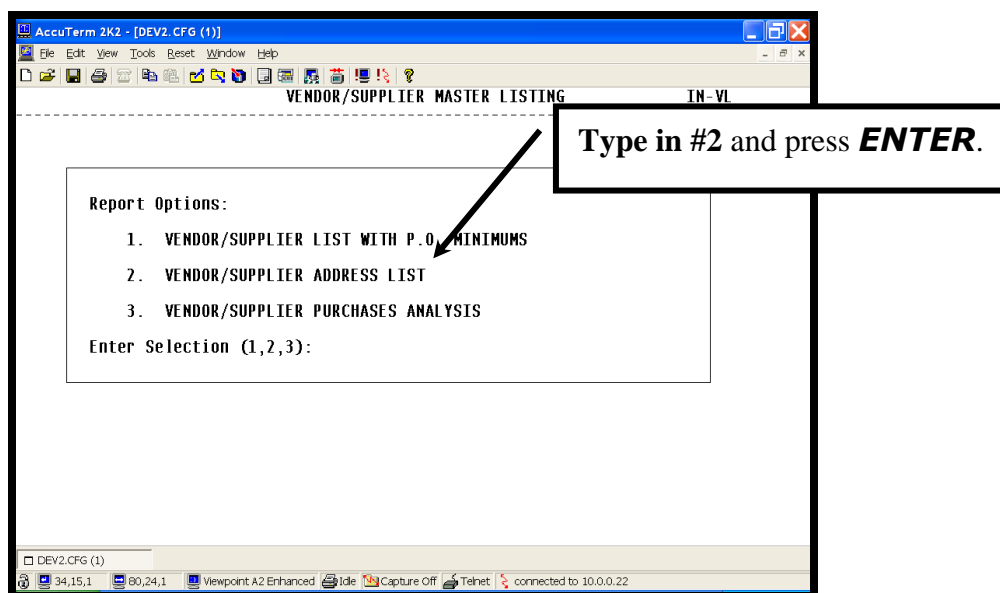 AccuTerm 2K2 - [DEV2.CFG (1)]
File Edit View Tools Reset Window Help
VENDOR/SUPPLIER MASTER LISTING IN-VL
Type in #2 and press ENTER.
Report Options:
1. VENDOR/SUPPLIER LIST WITH P.O. MINIMUMS
2. VENDOR/SUPPLIER ADDRESS LIST
3. VENDOR/SUPPLIER PURCHASES ANALYSIS
Enter Selection (1,2,3):
DEV2.CFG (1)
34,15,1 80,24,1 Viewpoint A2 Enhanced Idle Capture Off Telnet connected to 10.0.0.22